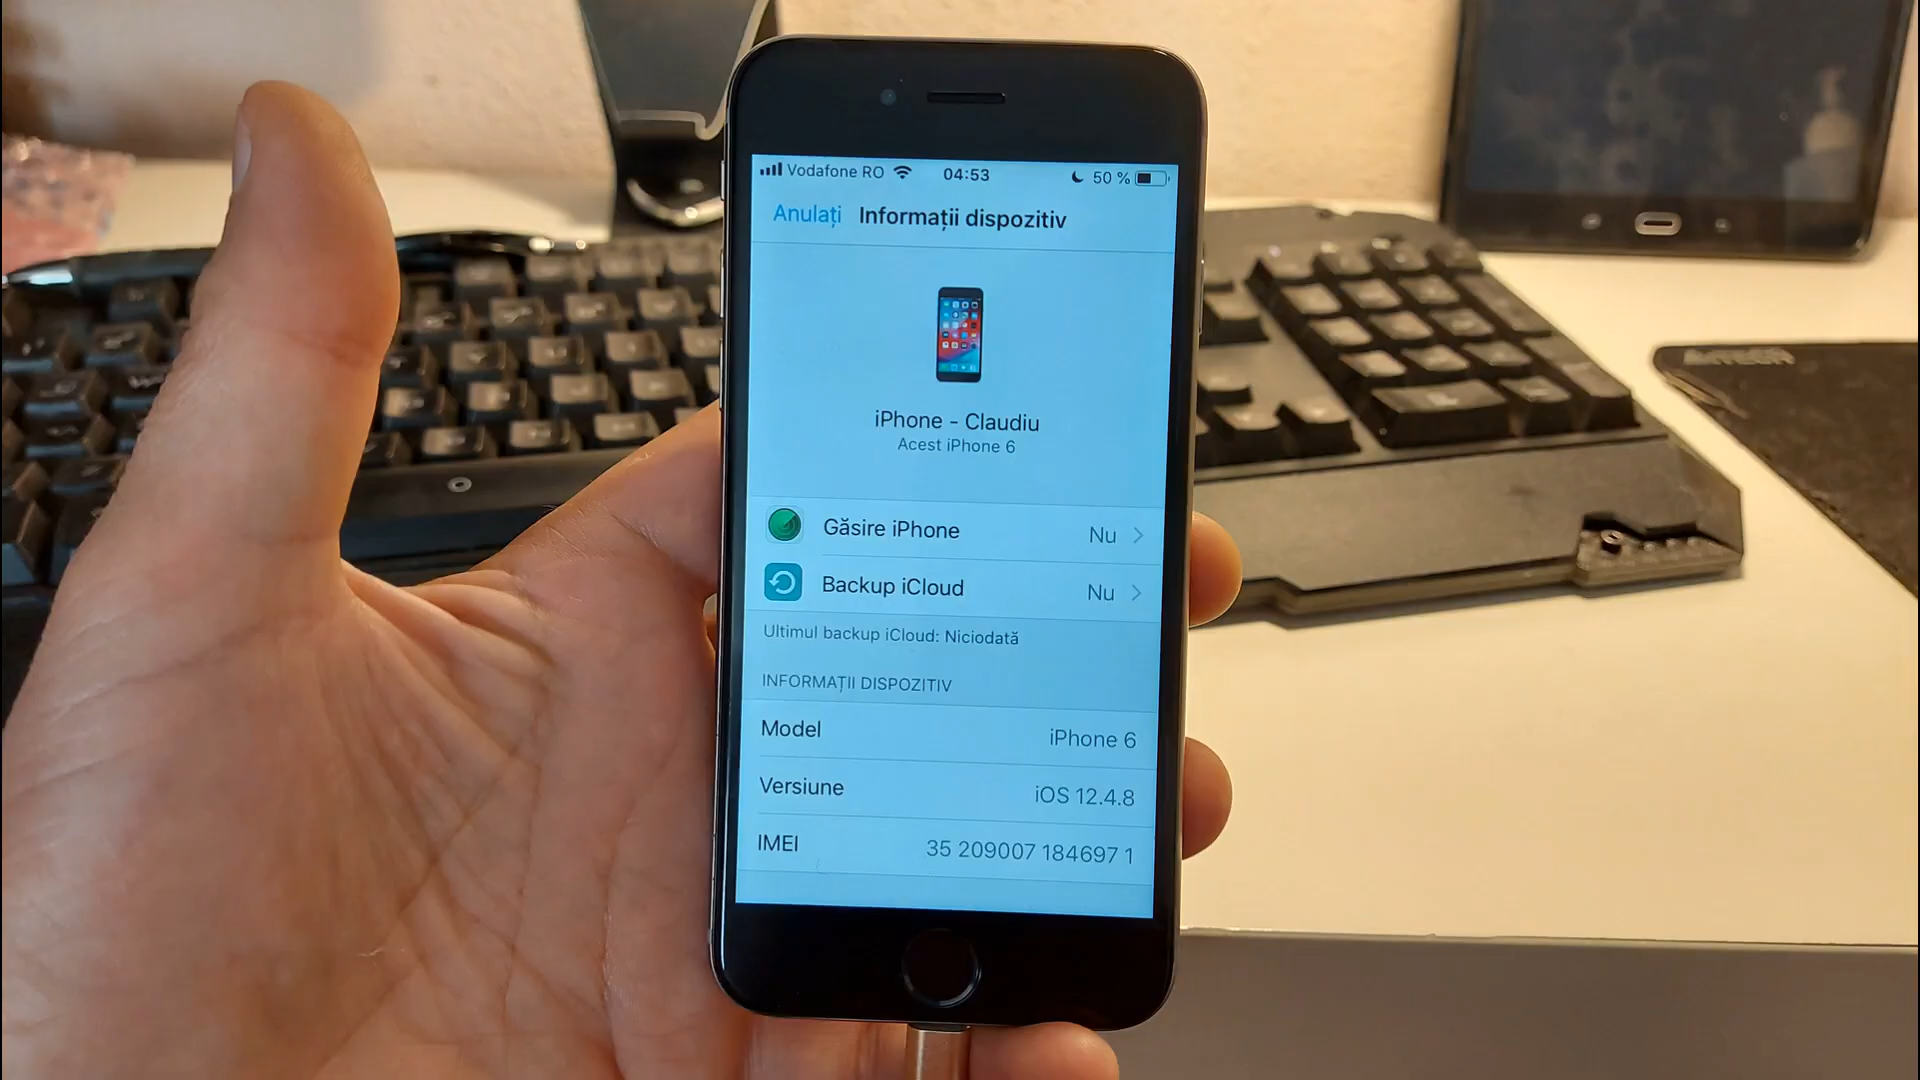 Vodafone RO 04:53 50 %
Anulați Informații dispozitiv
iPhone - Claudiu
Acest iPhone 6
Găsire iPhone Nu
Backup iCloud Nu
Ultimul backup iCloud: Niciodată
INFORMAȚII DISPOZITIV
Model iPhone 6
Versiune iOS 12.4.8
IMEI 35 209007 184697 1